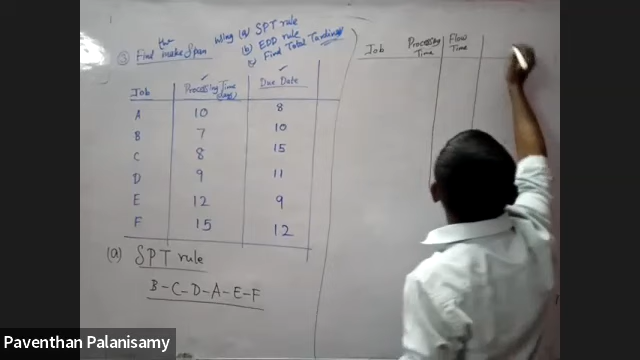 ③ Find the makespan using (a) SPT rule
(b) EDD rule
(c) Find Total Tardiness
Job | Processing Time (days) | Due Date
A 10 8
B 7 10
C 8 15
D 9 11
E 12 9
F 15 12
(a) SPT rule
B-C-D-A-E-F
Job Processing Time Flow Time
Paventhan Palanisamy